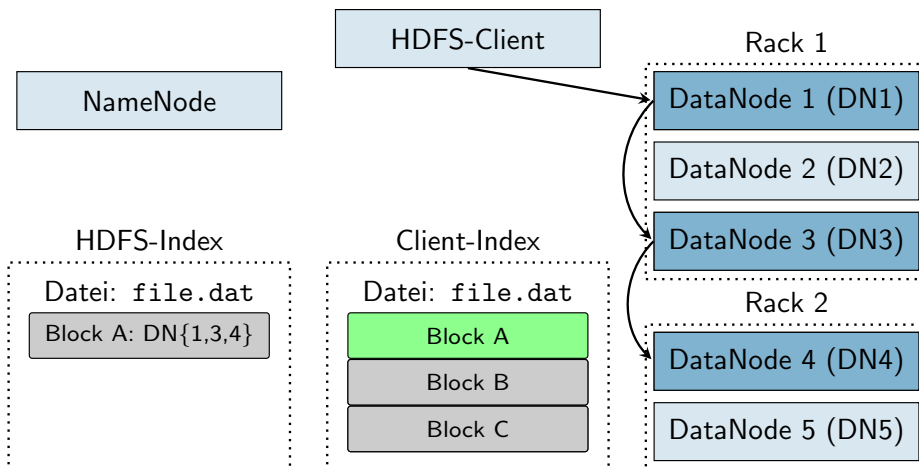 HDFS-Client
NameNode
Rack 1
DataNode 1 (DN1)
DataNode 2 (DN2)
DataNode 3 (DN3)
HDFS-Index
Datei: file.dat
Block A: DN{1,3,4}
Client-Index
Datei: file.dat
Block A
Block B
Block C
Rack 2
DataNode 4 (DN4)
DataNode 5 (DN5)